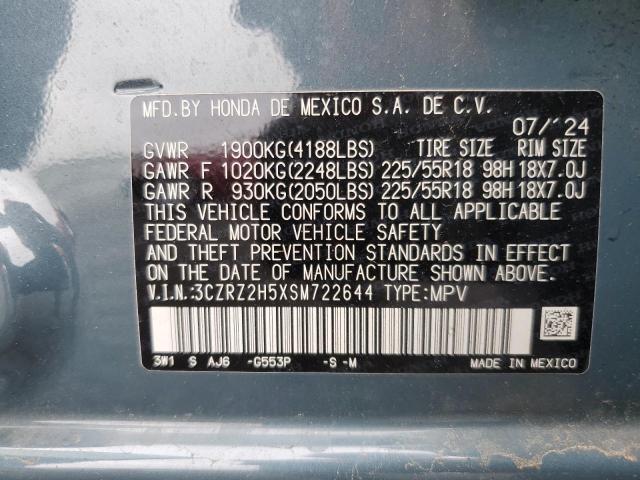 MFD.BY HONDA DE MEXICO S.A. DE C.V.
07/'24
GVWR 1900KG(4188LBS) TIRE SIZE RIM SIZE
GAWR F 1020KG(2248LBS) 225/55R18 98H 18X7.0J
GAWR R 930KG(2050LBS) 225/55R18 98H 18X7.0J
THIS VEHICLE CONFORMS TO ALL APPLICABLE
FEDERAL MOTOR VEHICLE SAFETY
AND THEFT PREVENTION STANDARDS IN EFFECT
ON THE DATE OF MANUFACTURE SHOWN ABOVE.
V.I.N.:3CZRZ2H5XSM722644 TYPE:MPV
3W1 S AJ6 -G553P -S -M
MADE IN MEXICO